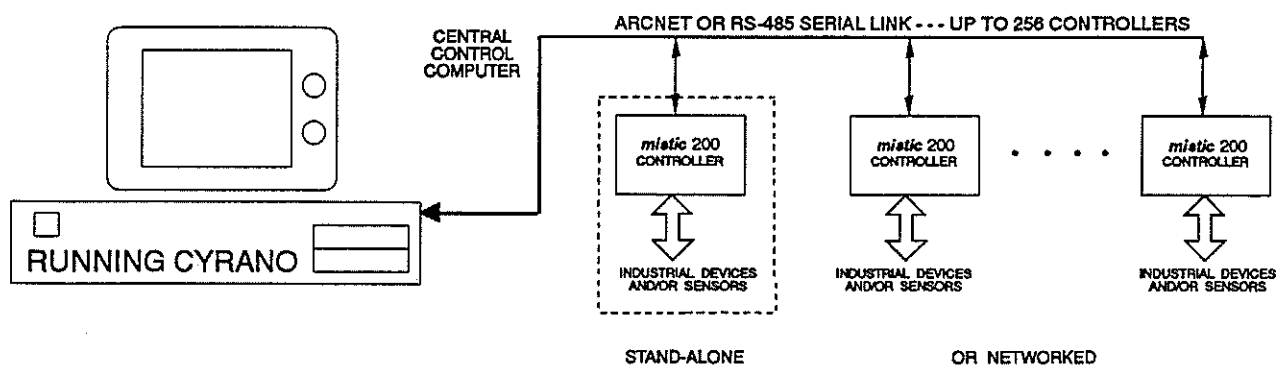 ARCNET OR RS-485 SERIAL LINK - - - UP TO 256 CONTROLLERS
CENTRAL
CONTROL
COMPUTER
mistic 200
CONTROLLER
mistic 200
CONTROLLER
mistic 200
CONTROLLER
RUNNING CYRANO
INDUSTRIAL DEVICES
AND/OR SENSORS
INDUSTRIAL DEVICES
AND/OR SENSORS
INDUSTRIAL DEVICES
AND/OR SENSORS
STAND-ALONE
OR NETWORKED